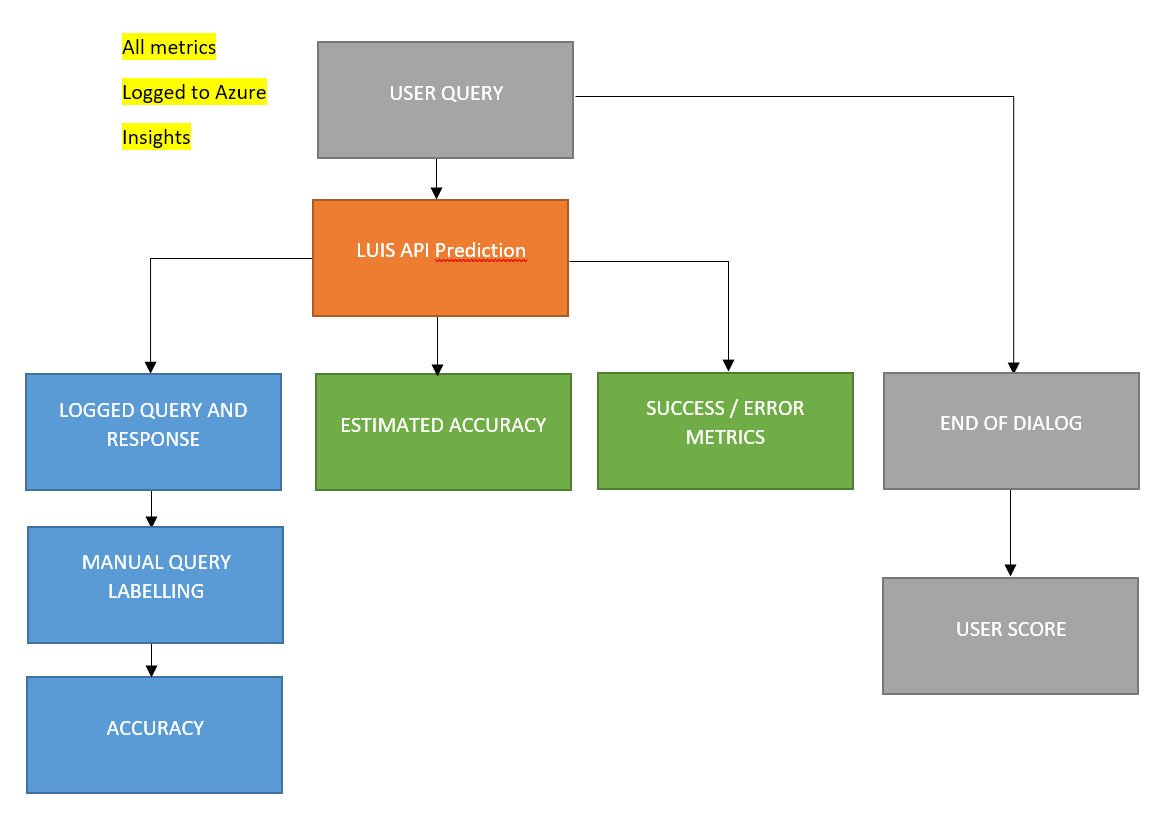 All metrics
Logged to Azure
Insights
USER QUERY
LUIS API Prediction
LOGGED QUERY AND
RESPONSE
ESTIMATED ACCURACY
SUCCESS / ERROR
METRICS
END OF DIALOG
MANUAL QUERY
LABELLING
USER SCORE
ACCURACY